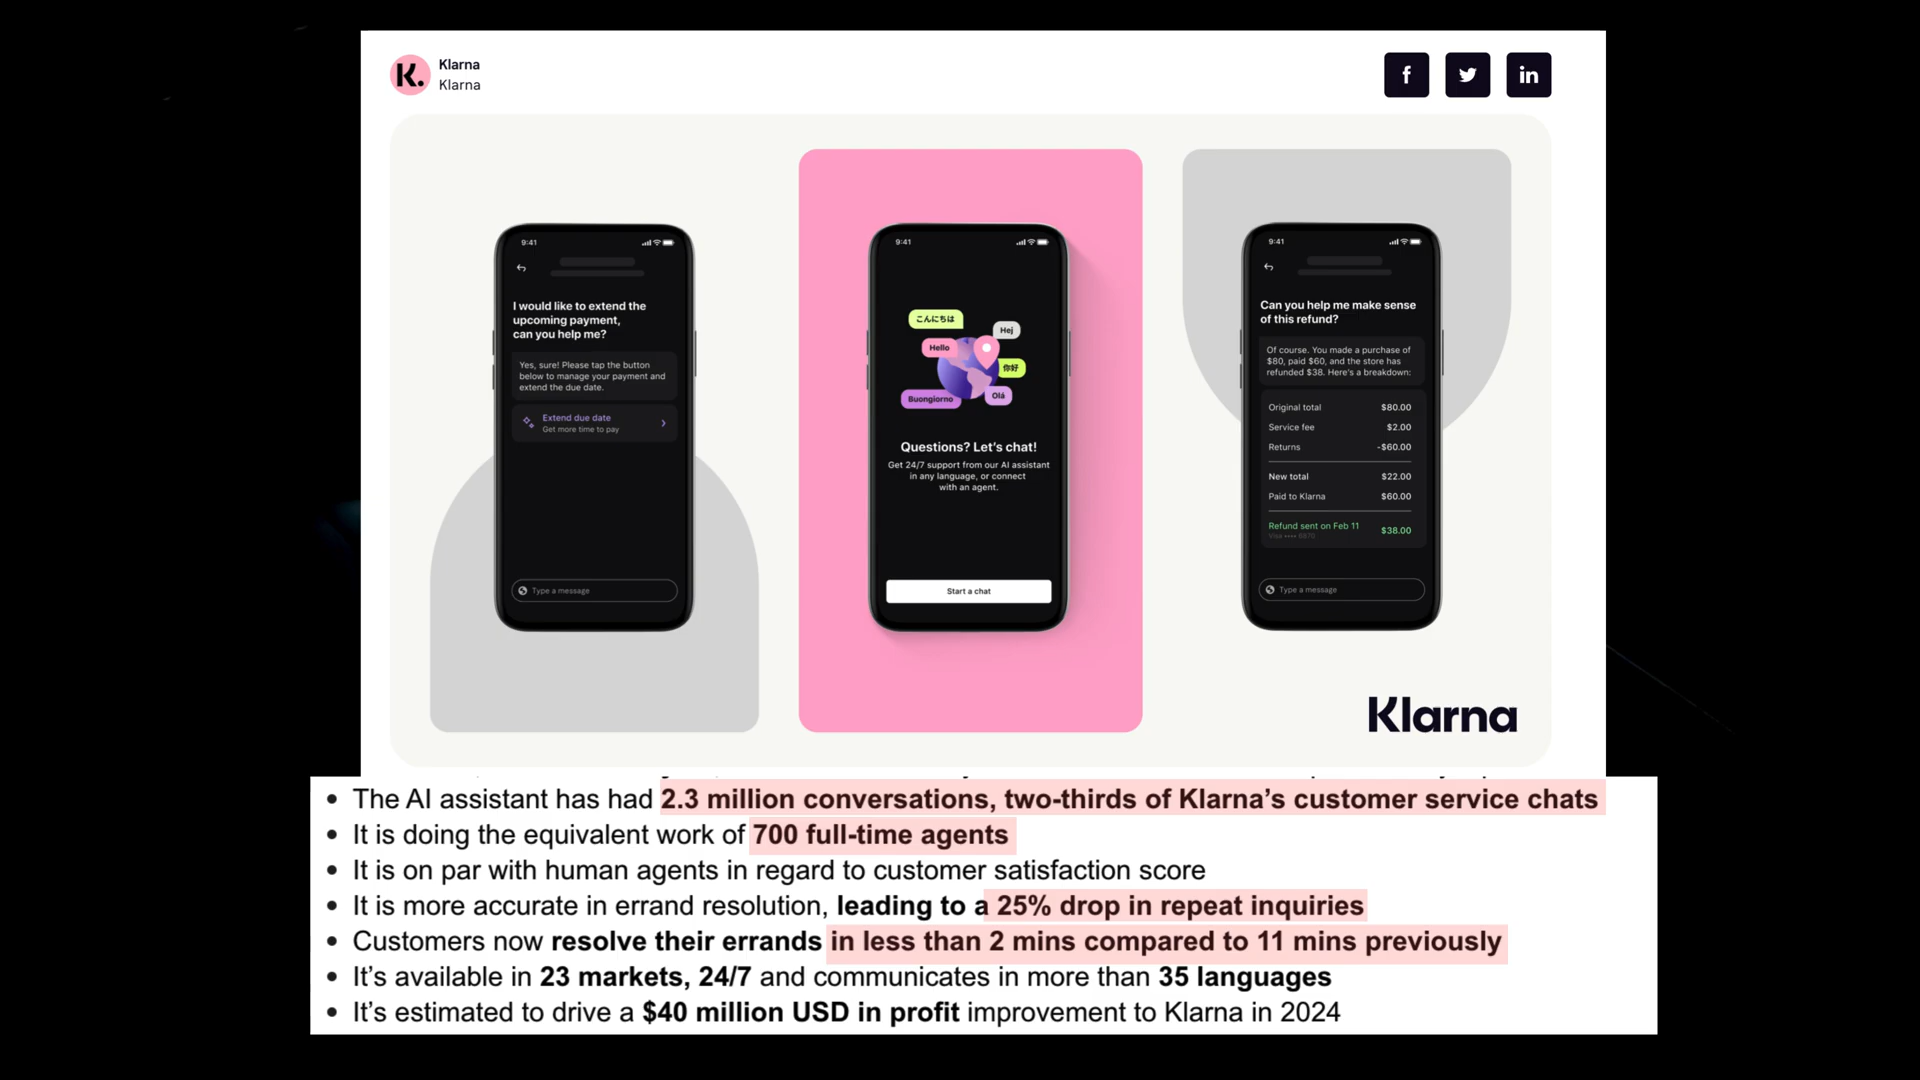 K.
Klarna
Klarna
f
in
9:41
I would like to extend the
upcoming payment,
can you help me?
Yes, sure! Please tap the button
below to manage your payment and
extend the due date.
Extend due date
Get more time to pay
Type a message
9:41
こんにちは
Hej
Hello
你好
Buongiorno
Olá
Questions? Let's chat!
Get 24/7 support from our AI assistant
in any language, or connect
with an agent.
Start a chat
9:41
Can you help me make sense
of this refund?
Of course. You made a purchase of
$80, paid $60, and the store has
refunded $38. Here's a breakdown:
Original total $80.00
Service fee $2.00
Returns -$60.00
New total $22.00
Paid to Klarna $60.00
Refund sent on Feb 11 $38.00
Visa ••••
Type a message
Klarna
• The AI assistant has had 2.3 million conversations, two-thirds of Klarna's customer service chats
• It is doing the equivalent work of 700 full-time agents
• It is on par with human agents in regard to customer satisfaction score
• It is more accurate in errand resolution, leading to a 25% drop in repeat inquiries
• Customers now resolve their errands in less than 2 mins compared to 11 mins previously
• It's available in 23 markets, 24/7 and communicates in more than 35 languages
• It's estimated to drive a $40 million USD in profit improvement to Klarna in 2024